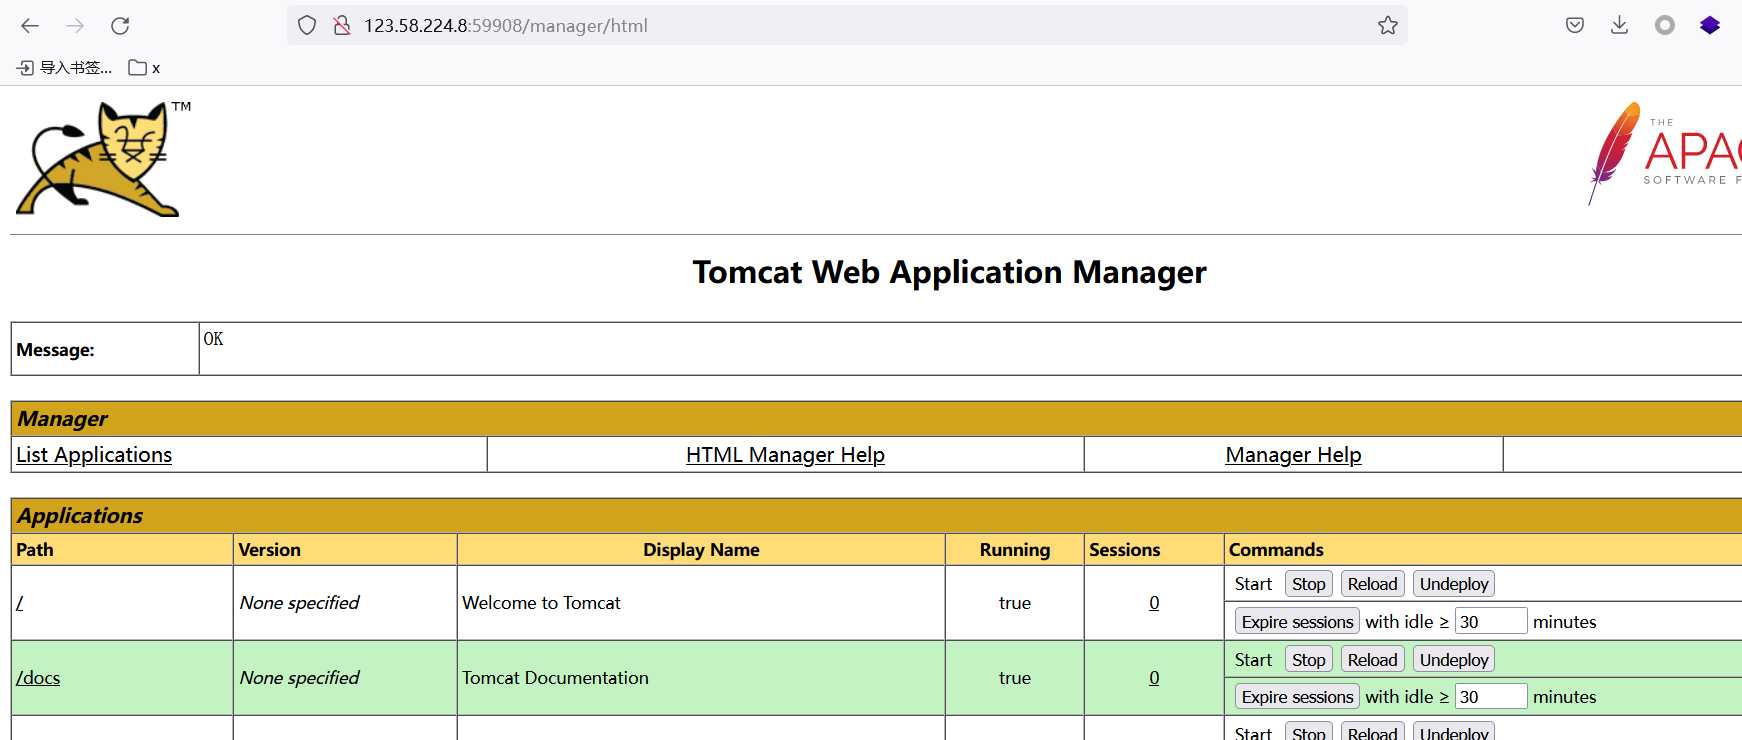 123.58.224.8:59908/manager/html
导入书签... x
TM
THE
SOFTWARE
Tomcat Web Application Manager
Message: OK
Manager
List Applications HTML Manager Help Manager Help
Applications
Path Version Display Name Running Sessions Commands
Start Stop Reload Undeploy
/ None specified Welcome to Tomcat true 0
Expire sessions with idle ≥ 30 minutes
Start Stop Reload Undeploy
/docs None specified Tomcat Documentation true 0
Expire sessions with idle ≥ 30 minutes
Start Stop Reload Undeploy